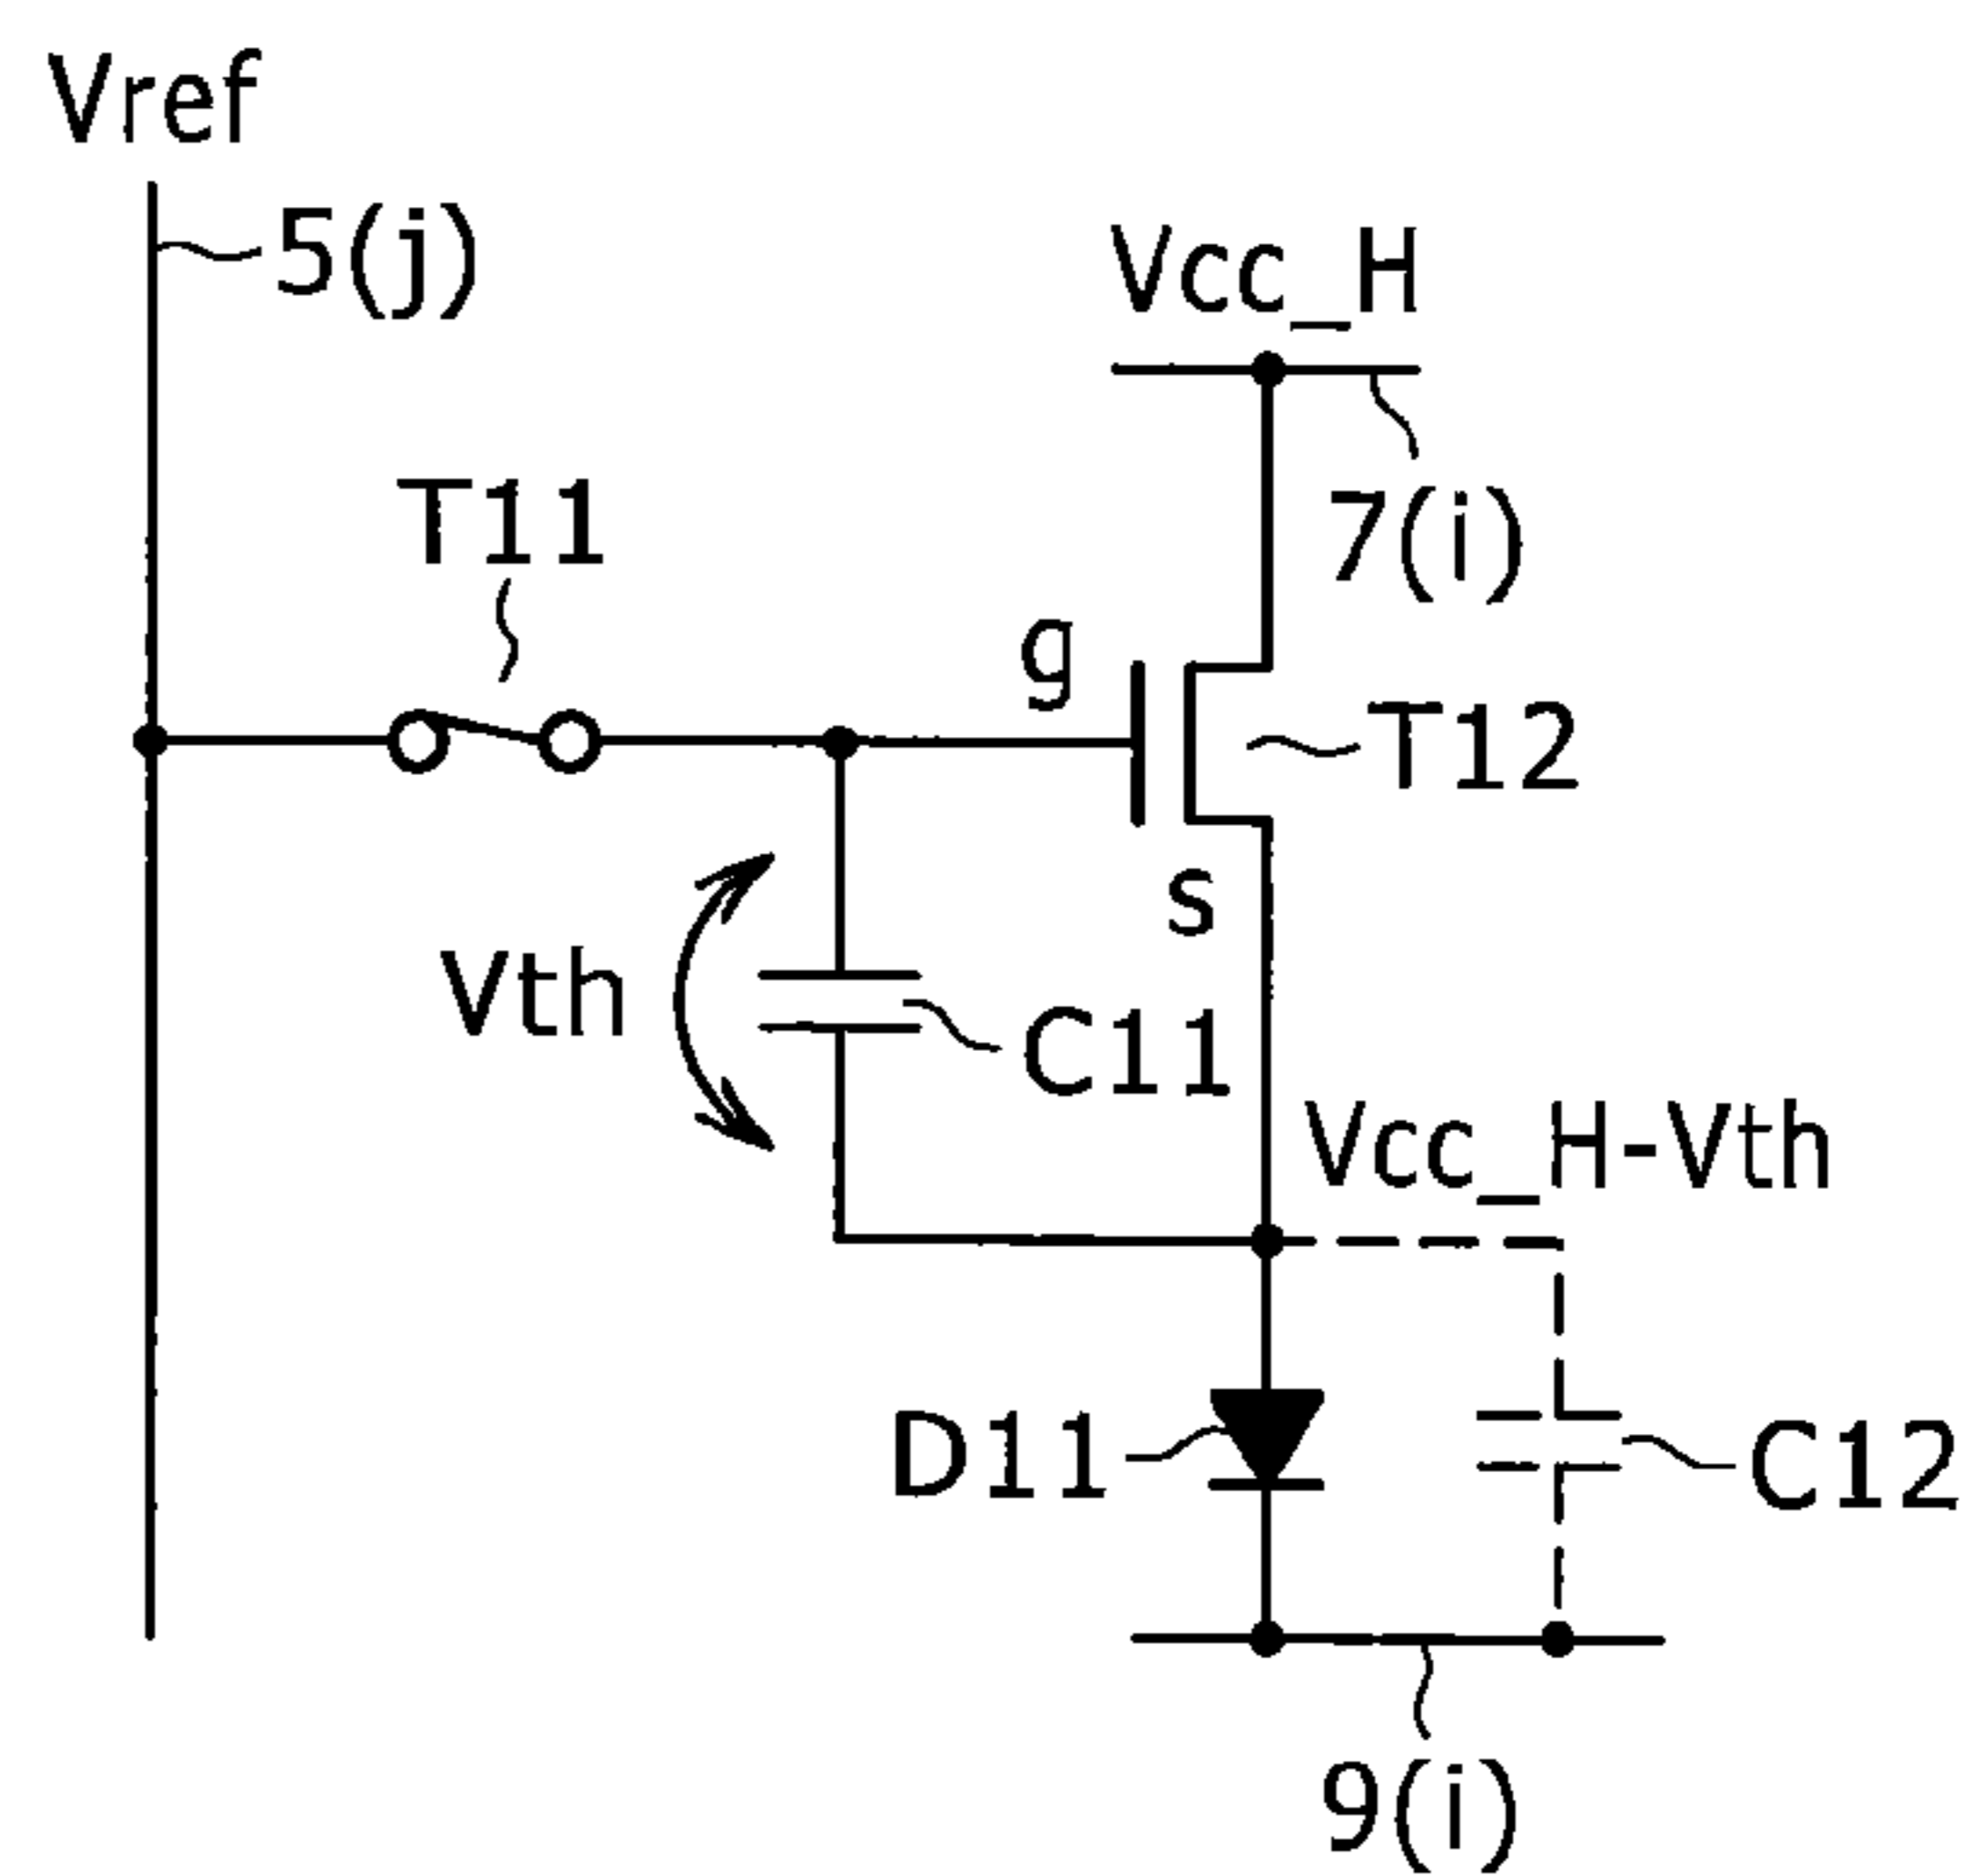 Vref
5(j)
Vcc_H
7(i)
T11
g
T12
s
Vth
C11
Vcc_H-Vth
D11
C12
9(i)